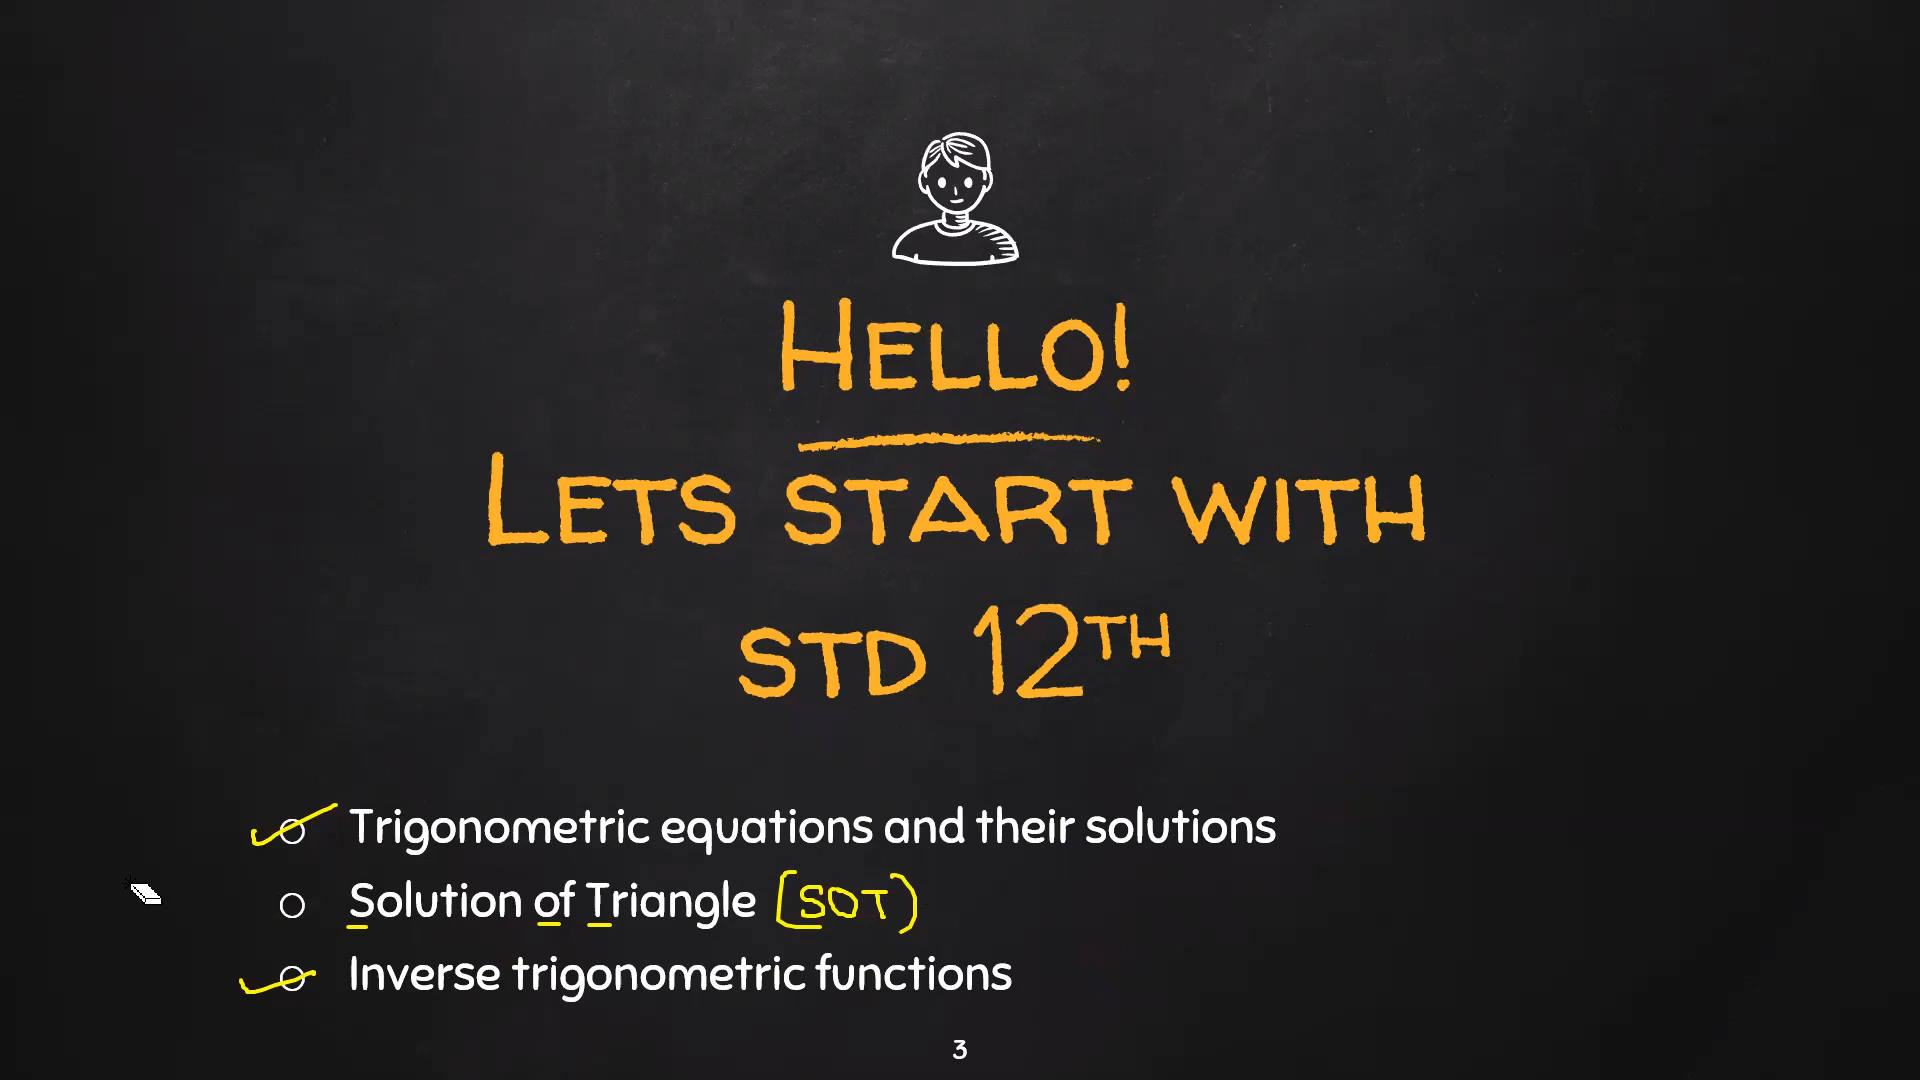 Hello!
Lets start with
std 12th
Trigonometric equations and their solutions
Solution of Triangle (SOT)
Inverse trigonometric functions
3